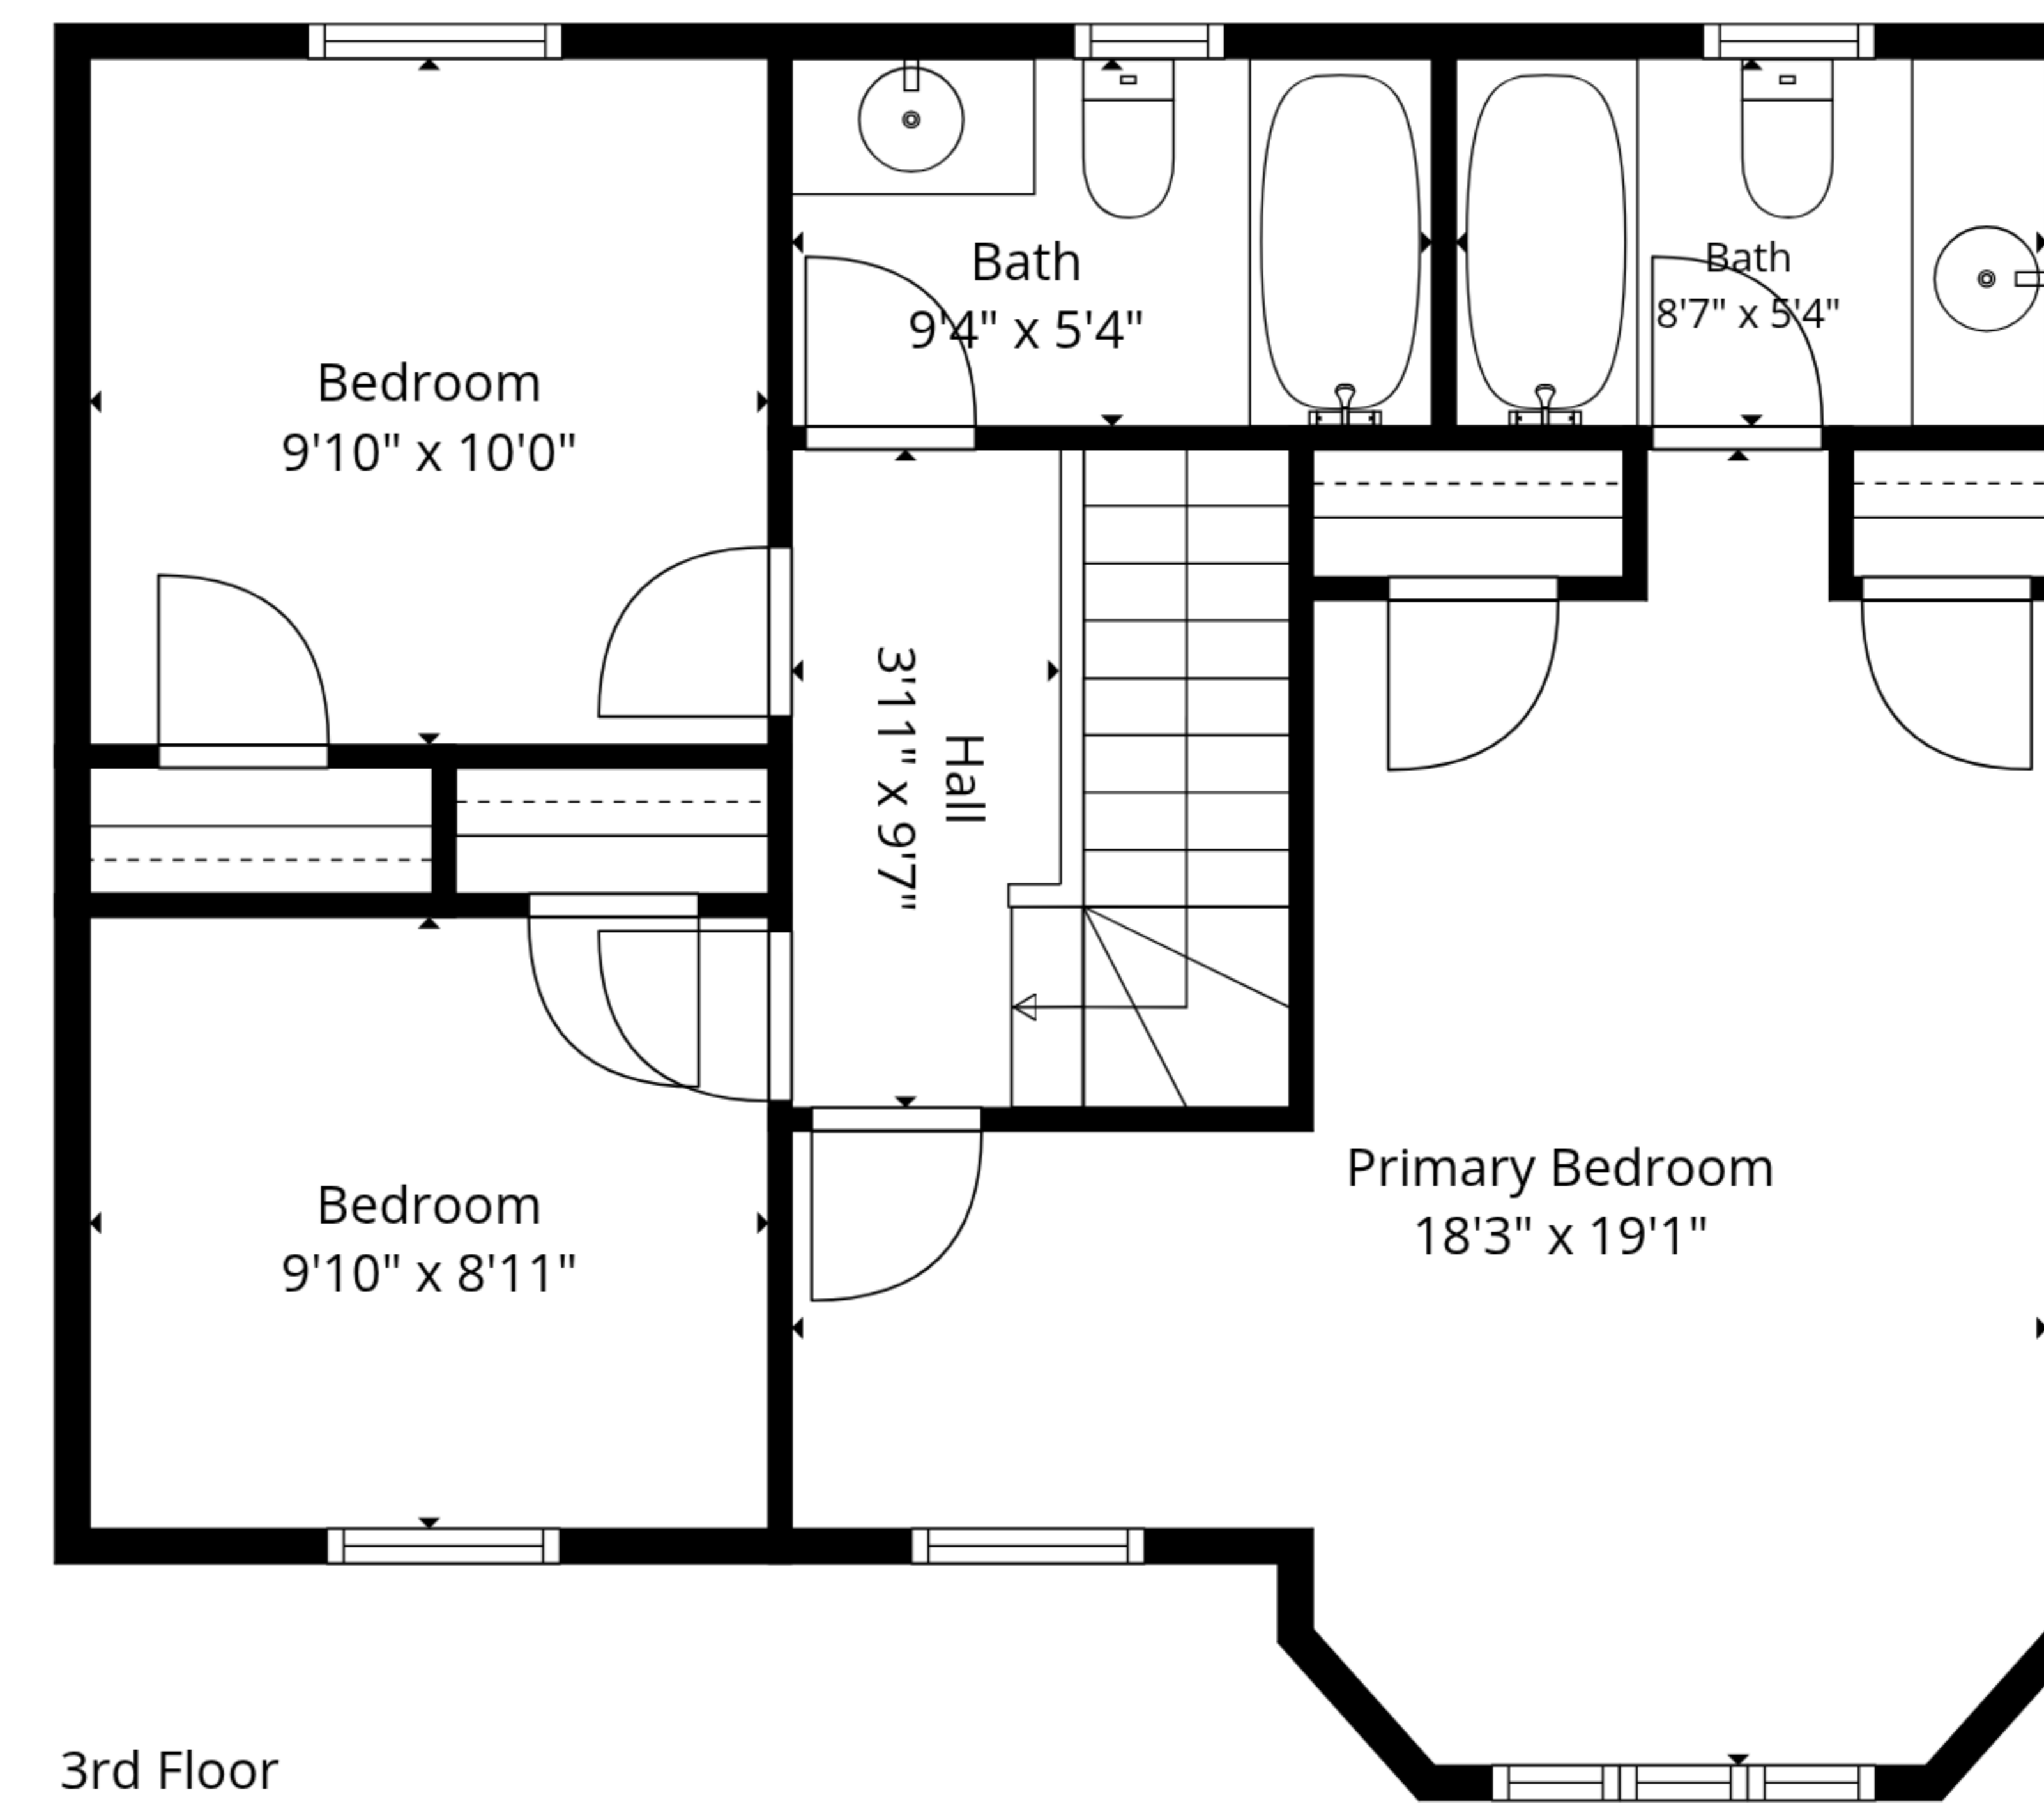 Bath
9'4" x 5'4"
Bath
8'7" x 5'4"
Bedroom
9'10" x 10'0"
Hall
3'11" x 9'7"
Primary Bedroom
18'3" x 19'1"
Bedroom
9'10" x 8'11"
3rd Floor